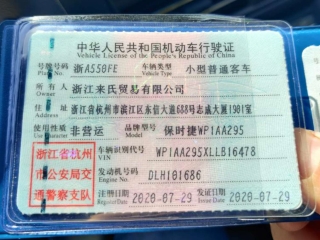 中华人民共和国机动车行驶证
Vehicle License of the People's Republic of China
号牌号码 浙A550FE 车辆类型 小型普通客车
Plate No. Vehicle Type
所有人 浙江来氏贸易有限公司
Owner
住址 浙江省杭州市滨江区东信大道688号志成大厦1901室
Address
使用性质 非营运 品牌型号 保时捷WP1AA295
Use Character Model
浙江省杭州 车辆识别代号 WP1AA295XLLB16478
VIN
市公安局交 发动机号码 DLH101686
Engine No.
通警察支队 注册日期 2020-07-29 发证日期 2020-07-29
Register Date Issue Date